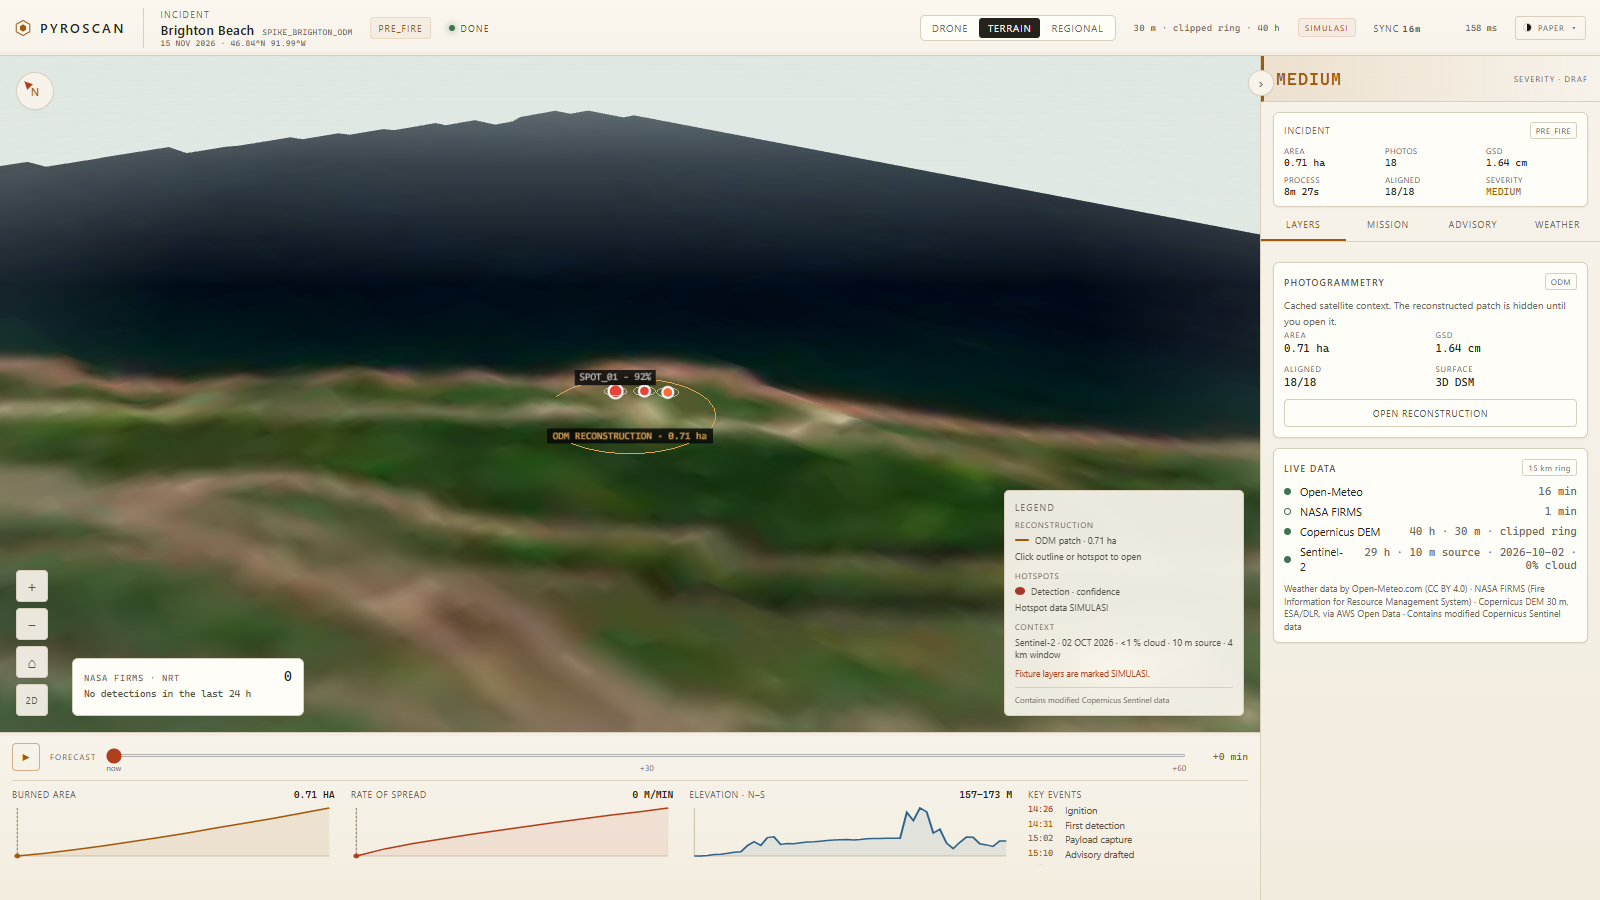 PYROSCAN
INCIDENT
Brighton Beach SPIKE_BRIGHTON_ODM
15 NOV 2026 · 46.84°N 91.99°W
PRE_FIRE
DONE
DRONE TERRAIN REGIONAL
30 m · clipped ring · 40 h
SIMULASI
SYNC 16m
158 ms
PAPER
N
SPOT_01 - 92%
ODM RECONSTRUCTION · 0.71 ha
+
−
2D
NASA FIRMS · NRT 0
No detections in the last 24 h
LEGEND
RECONSTRUCTION
ODM patch · 0.71 ha
Click outline or hotspot to open
HOTSPOTS
Detection · confidence
Hotspot data SIMULASI
CONTEXT
Sentinel-2 · 02 OCT 2026 · <1 % cloud · 10 m source · 4
km window
Fixture layers are marked SIMULASI.
Contains modified Copernicus Sentinel data
MEDIUM
SEVERITY · DRAF
INCIDENT PRE_FIRE
AREA PHOTOS GSD
0.71 ha 18 1.64 cm
PROCESS ALIGNED SEVERITY
8m 27s 18/18 MEDIUM
LAYERS MISSION ADVISORY WEATHER
PHOTOGRAMMETRY ODM
Cached satellite context. The reconstructed patch is hidden until
you open it.
AREA GSD
0.71 ha 1.64 cm
ALIGNED SURFACE
18/18 3D DSM
OPEN RECONSTRUCTION
LIVE DATA 15 km ring
Open-Meteo 16 min
NASA FIRMS 1 min
Copernicus DEM 40 h · 30 m · clipped ring
Sentinel- 29 h · 10 m source · 2026-10-02 ·
2 0% cloud
Weather data by Open-Meteo.com (CC BY 4.0) · NASA FIRMS (Fire
Information for Resource Management System) · Copernicus DEM 30 m,
ESA/DLR, via AWS Open Data · Contains modified Copernicus Sentinel
data
FORECAST
now +30 +60
+0 min
BURNED AREA 0.71 HA
RATE OF SPREAD 0 M/MIN
ELEVATION · N–S 157–173 M
KEY EVENTS
14:26 Ignition
14:31 First detection
15:02 Payload capture
15:10 Advisory drafted